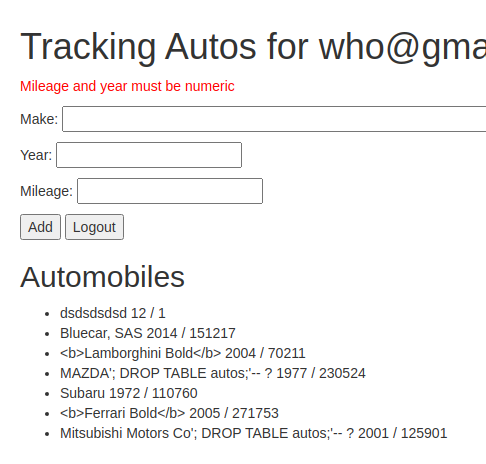 Tracking Autos for who@gma
Mileage and year must be numeric
Make:
Year:
Mileage:
Add Logout
Automobiles
dsdsdsdsd 12 / 1
Bluecar, SAS 2014 / 151217
<b>Lamborghini Bold</b> 2004 / 70211
MAZDA'; DROP TABLE autos;'-- ? 1977 / 230524
Subaru 1972 / 110760
<b>Ferrari Bold</b> 2005 / 271753
Mitsubishi Motors Co'; DROP TABLE autos;'-- ? 2001 / 125901